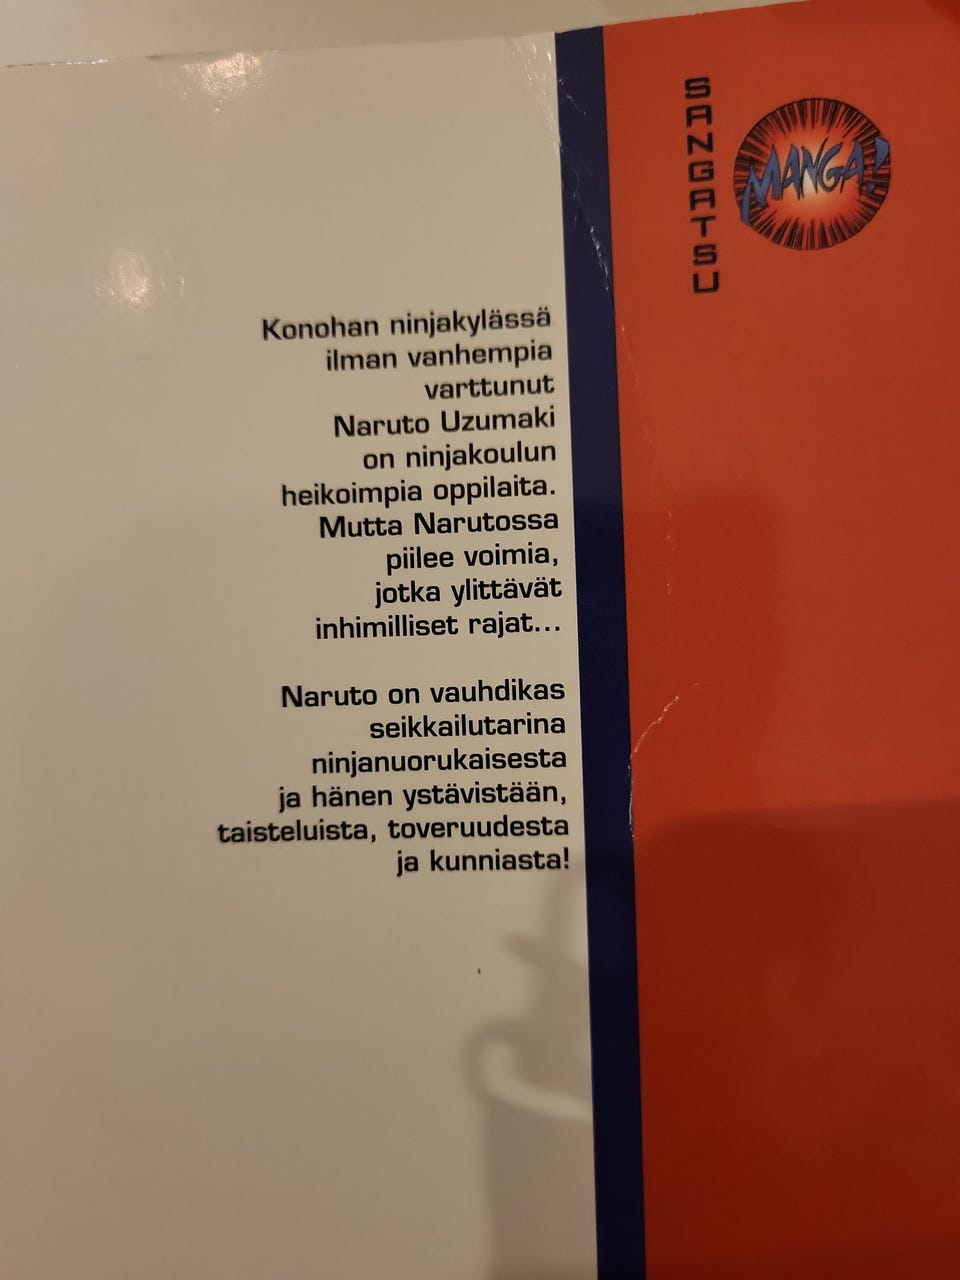 SANGATSU
MANGA!
Konohan ninjakylässä
ilman vanhempia
varttunut
Naruto Uzumaki
on ninjakoulun
heikoimpia oppilaita.
Mutta Narutossa
piilee voimia,
jotka ylittävät
inhimilliset rajat...
Naruto on vauhdikas
seikkailutarina
ninjanuorukaisesta
ja hänen ystävistään,
taisteluista, toveruudesta
ja kunniasta!